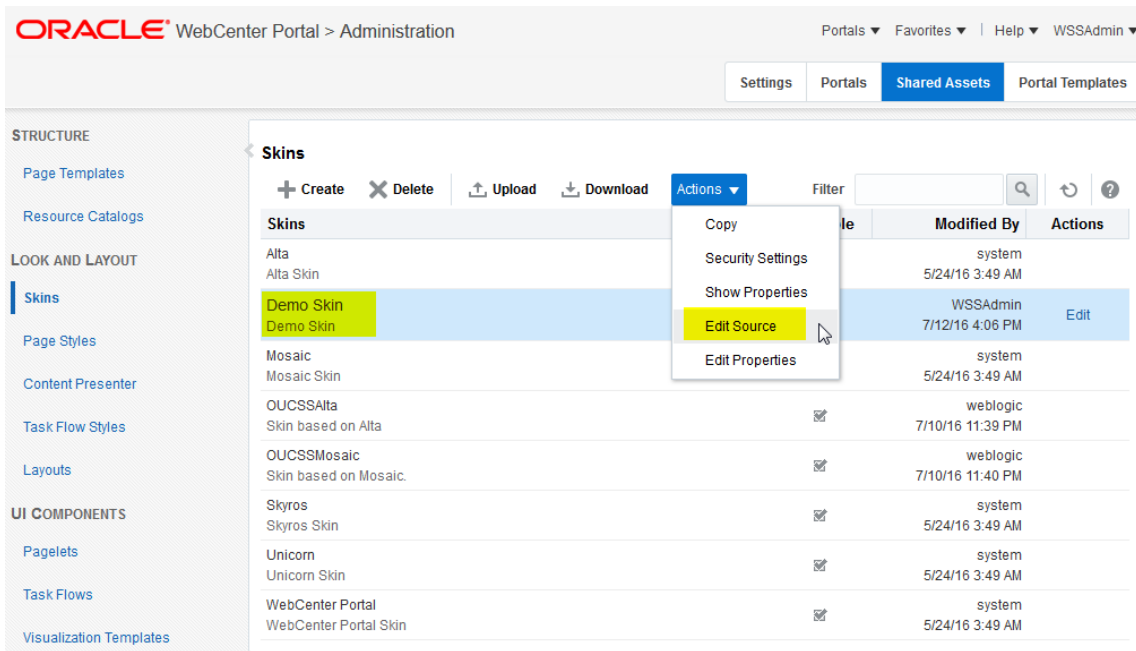 ORACLE® WebCenter Portal > Administration
Portals Favorites Help WSSAdmin
Settings Portals Shared Assets Portal Templates
STRUCTURE
Page Templates
Resource Catalogs
LOOK AND LAYOUT
Skins
Page Styles
Content Presenter
Task Flow Styles
Layouts
UI COMPONENTS
Pagelets
Task Flows
Visualization Templates
Skins
Create Delete Upload Download Actions Filter
Skins le Modified By Actions
Copy
Security Settings
Show Properties
Edit Source
Edit Properties
Alta system
Alta Skin 5/24/16 3:49 AM
Demo Skin WSSAdmin
Demo Skin 7/12/16 4:06 PM Edit
Mosaic system
Mosaic Skin 5/24/16 3:49 AM
OUCSSAlta weblogic
Skin based on Alta 7/10/16 11:39 PM
OUCSSMosaic weblogic
Skin based on Mosaic. 7/10/16 11:40 PM
Skyros system
Skyros Skin 5/24/16 3:49 AM
Unicorn system
Unicorn Skin 5/24/16 3:49 AM
WebCenter Portal system
WebCenter Portal Skin 5/24/16 3:49 AM